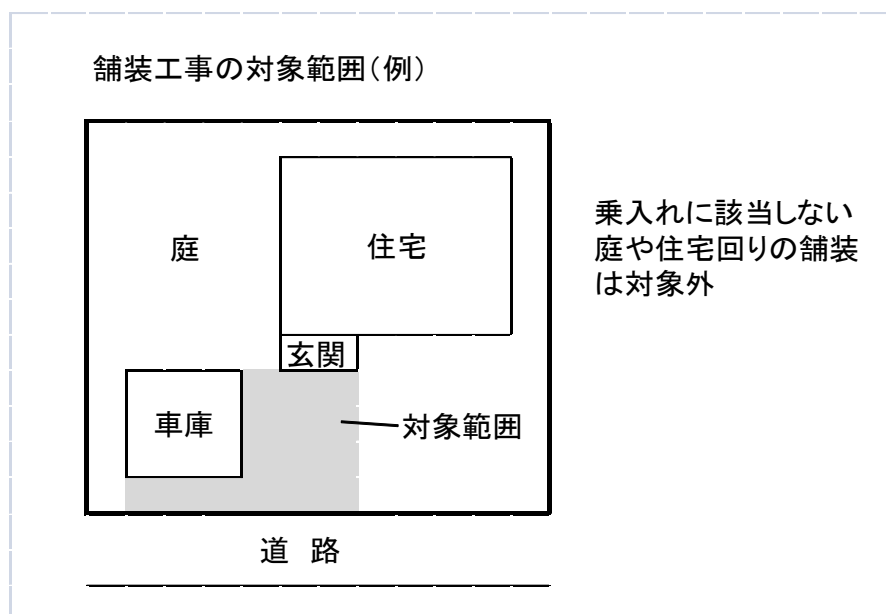 舗装工事の対象範囲(例)
庭
住宅
乗入れに該当しない
庭や住宅回りの舗装
は対象外
玄関
車庫
対象範囲
道 路